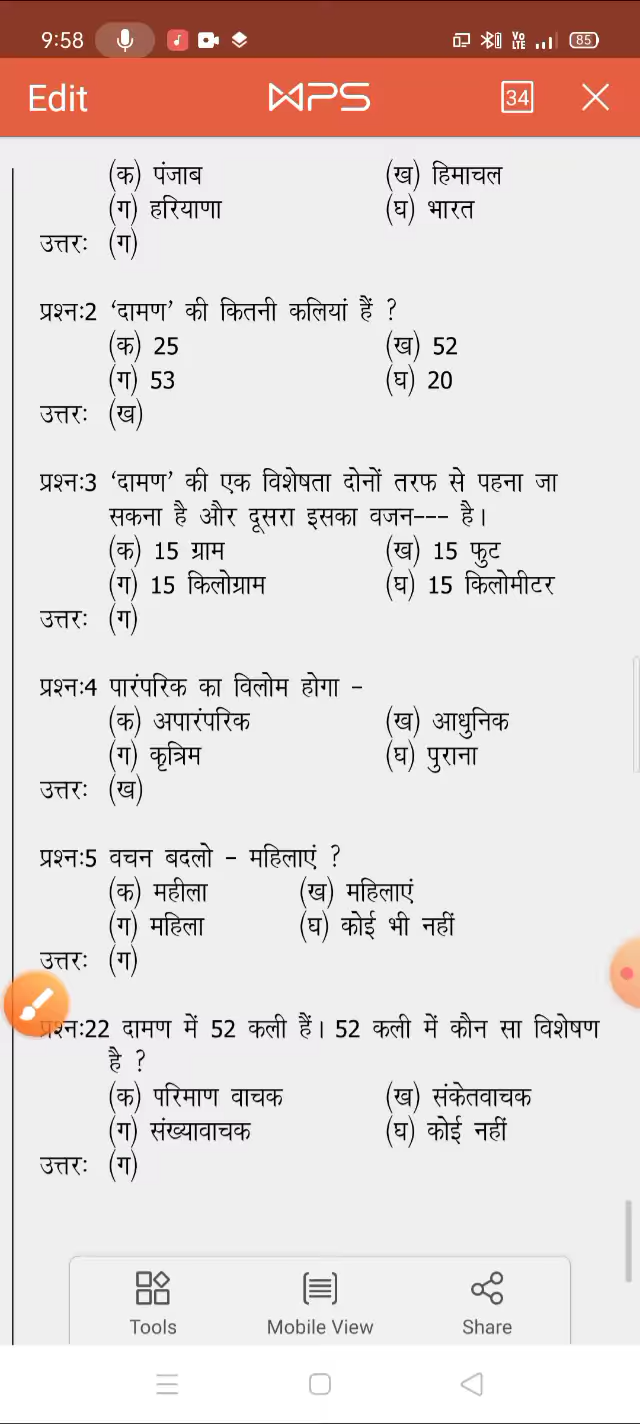 9:58 VO LTE 85
Edit WPS 34
(क) पंजाब (ख) हिमाचल
(ग) हरियाणा (घ) भारत
उत्तरः (ग)
प्रश्नः2 ‘दामण’ की कितनी कलियां हैं ?
(क) 25 (ख) 52
(ग) 53 (घ) 20
उत्तरः (ख)
प्रश्नः3 ‘दामण’ की एक विशेषता दोनों तरफ से पहना जा
सकना है और दूसरा इसका वजन--- है।
(क) 15 ग्राम (ख) 15 फुट
(ग) 15 किलोग्राम (घ) 15 किलोमीटर
उत्तरः (ग)
प्रश्नः4 पारंपरिक का विलोम होगा -
(क) अपारंपरिक (ख) आधुनिक
(ग) कृत्रिम (घ) पुराना
उत्तरः (ख)
प्रश्नः5 वचन बदलो - महिलाएं ?
(क) महीला (ख) महिलाएं
(ग) महिला (घ) कोई भी नहीं
उत्तरः (ग)
प्रश्नः22 दामण में 52 कली हैं। 52 कली में कौन सा विशेषण
है ?
(क) परिमाण वाचक (ख) संकेतवाचक
(ग) संख्यावाचक (घ) कोई नहीं
उत्तरः (ग)
Tools Mobile View Share